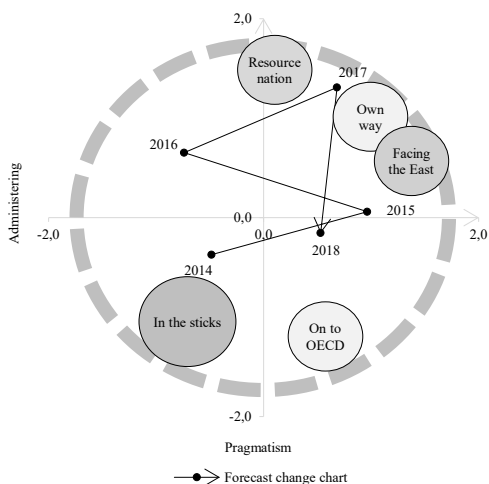 2,0
Resource
nation
2017
Own
way
2016
Facing
the East
Administering
0,0
2015
-2,0
0,0
2,0
2018
2014
In the sticks
On to
OECD
-2,0
Pragmatism
Forecast change chart